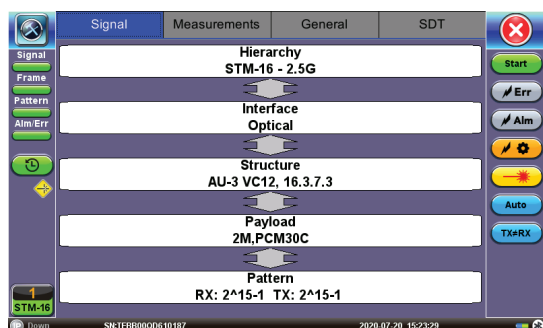 Signal Measurements General SDT
Signal
Frame
Pattern
Alm/Err
Hierarchy
STM-16 - 2.5G
Interface
Optical
Structure
AU-3 VC12, 16.3.7.3
Payload
2M,PCM30C
Pattern
RX: 2^15-1 TX: 2^15-1
Start
Err
Alm
Auto
TX≠RX
1
STM-16
IP Down SN:TFBB00QD610187 2020-07-20 15:23:29